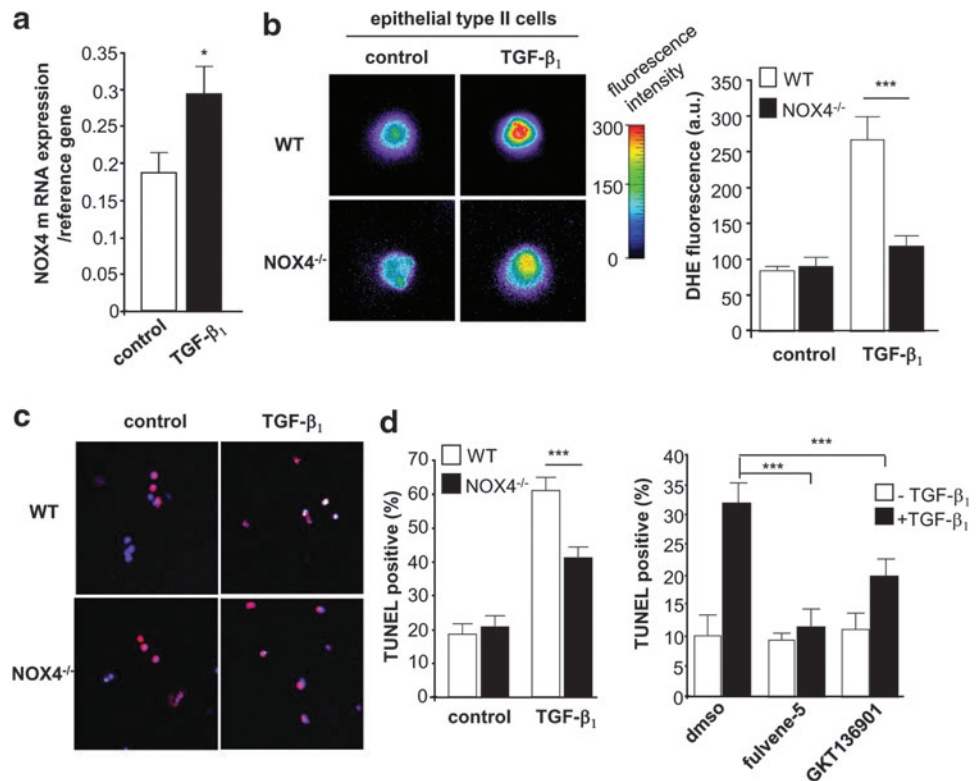 a
NOX4 m RNA expression
/reference gene
0.35
0.3
0.25
0.2
0.15
0.1
0.05
0
*
control
TGF-β₁
b
epithelial type II cells
control
TGF-β₁
WT
NOX4⁻/⁻
fluorescence
intensity
300
150
0
DHE fluorescence (a.u.)
350
300
250
200
150
100
50
0
WT
NOX4⁻/⁻
***
control
TGF-β₁
c
control
TGF-β₁
WT
NOX4⁻/⁻
d
TUNEL positive (%)
70
60
50
40
30
20
10
0
WT
NOX4⁻/⁻
***
control
TGF-β₁
TUNEL positive (%)
40
35
30
20
15
10
5
0
***
***
- TGF-β₁
+TGF-β₁
dmso
fulvene-5
GKT136901